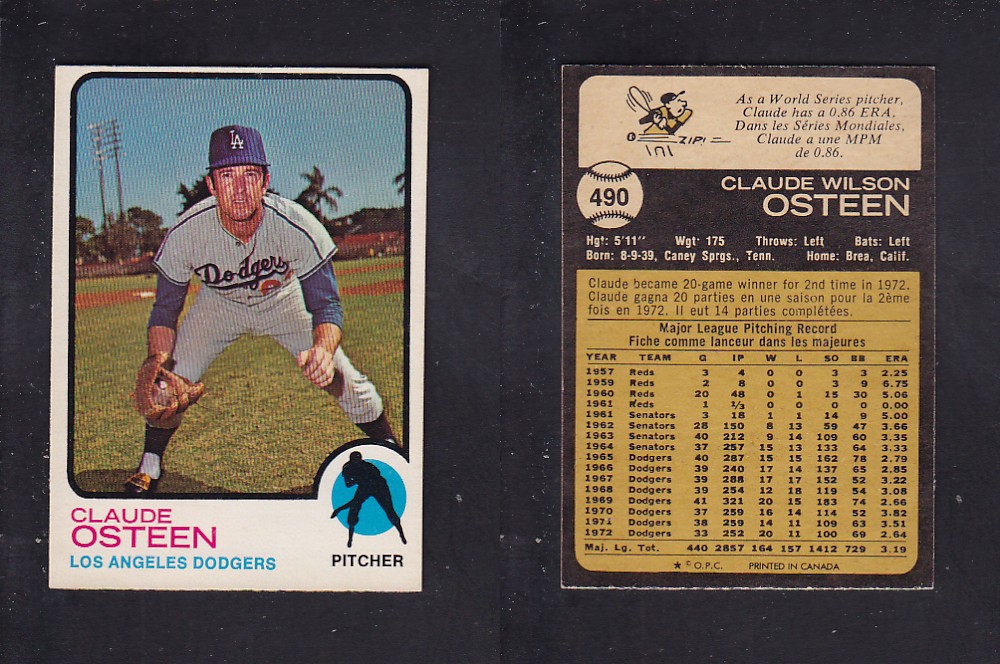 LA
Dodgers
CLAUDE
OSTEEN
LOS ANGELES DODGERS
PITCHER
As a World Series pitcher,
Claude has a 0.86 ERA.
Dans les Séries Mondiales,
Claude a une MPM
de 0.86.
ZIP!
490
CLAUDE WILSON
OSTEEN
Hgt: 5'11" Wgt: 175 Throws: Left Bats: Left
Born: 8-9-39, Caney Sprgs., Tenn. Home: Brea, Calif.
Claude became 20-game winner for 2nd time in 1972.
Claude gagna 20 parties en une saison pour la 2ème
fois en 1972. Il eut 14 parties complétées.
Major League Pitching Record
Fiche comme lanceur dans les majeures
YEAR TEAM G IP W L SO BB ERA
1957 Reds 3 4 0 0 3 3 2.25
1959 Reds 2 8 0 0 3 9 6.75
1960 Reds 20 48 0 1 15 30 5.06
1961 Reds 1 1/3 0 0 0 0 0.00
1961 Senators 3 18 1 1 14 9 5.00
1962 Senators 28 150 8 13 59 47 3.66
1963 Senators 40 212 9 14 109 60 3.35
1964 Senators 37 257 15 13 133 64 3.33
1965 Dodgers 40 287 15 15 162 78 2.79
1966 Dodgers 39 240 17 14 137 65 2.85
1967 Dodgers 39 288 17 17 152 52 3.22
1968 Dodgers 39 254 12 18 119 54 3.08
1969 Dodgers 41 321 20 15 183 74 2.66
1970 Dodgers 37 259 16 14 114 52 3.82
1971 Dodgers 38 259 14 11 109 63 3.51
1972 Dodgers 33 252 20 11 100 69 2.64
Maj. Lg. Tot. 440 2857 164 157 1412 729 3.19
★ © O.P.C. PRINTED IN CANADA